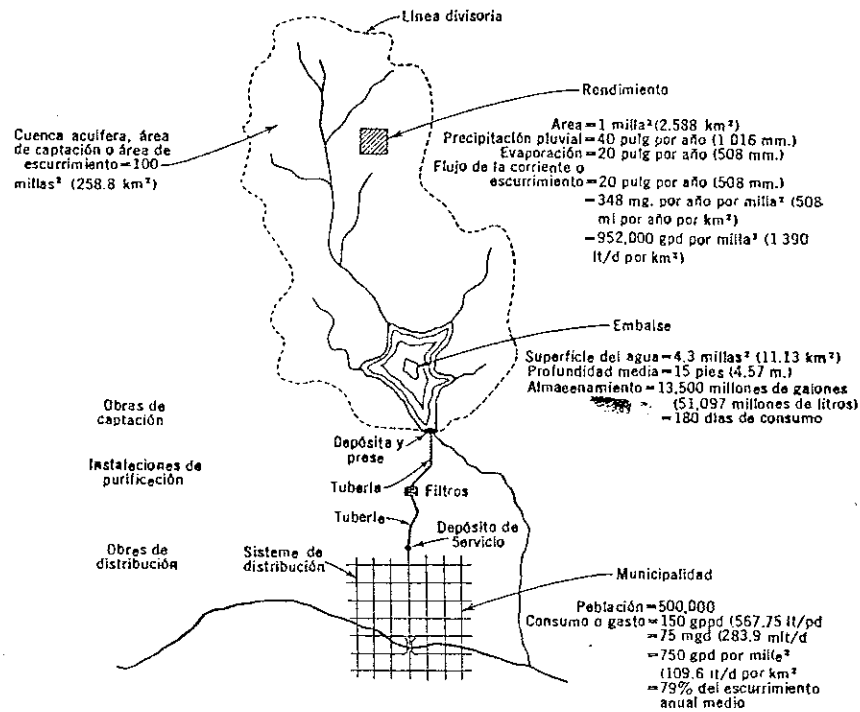 Línea divisoria
Rendimiento
Cuenca acuífera, área
de captación o área de
escurrimiento=100
millas² (258.8 km²)
Area=1 milla² (2.588 km²)
Precipitación pluvial=40 pulg por año (1 016 mm.)
Evaporación=20 pulg por año (508 mm.)
Flujo de la corriente o
escurrimiento=20 pulg por año (508 mm.)
=348 mg. por año por milla² (508
ml por año por km²)
=952,000 gpd por milla² (1 390
lt/d por km²)
Embalse
Superficie del agua=4.3 millas² (11.13 km²)
Profundidad media=15 pies (4.57 m.)
Almacenamiento=13,500 millones de galones
(51,097 millones de litros)
=180 días de consumo
Obras de
captación
Depósita y
prese
Instalaciones de
purificación
Tubería
Filtros
Tubería
Depósito de
Servicio
Obras de
distribución
Sisteme de
distribución
Municipalidad
Población=500,000
Consumo o gasto=150 gppd (567.75 lt/pd
=75 mgd (283.9 mlt/d
=750 gpd por mille²
(109.6 lt/d por km²
=79% del escurrimiento
anual medio